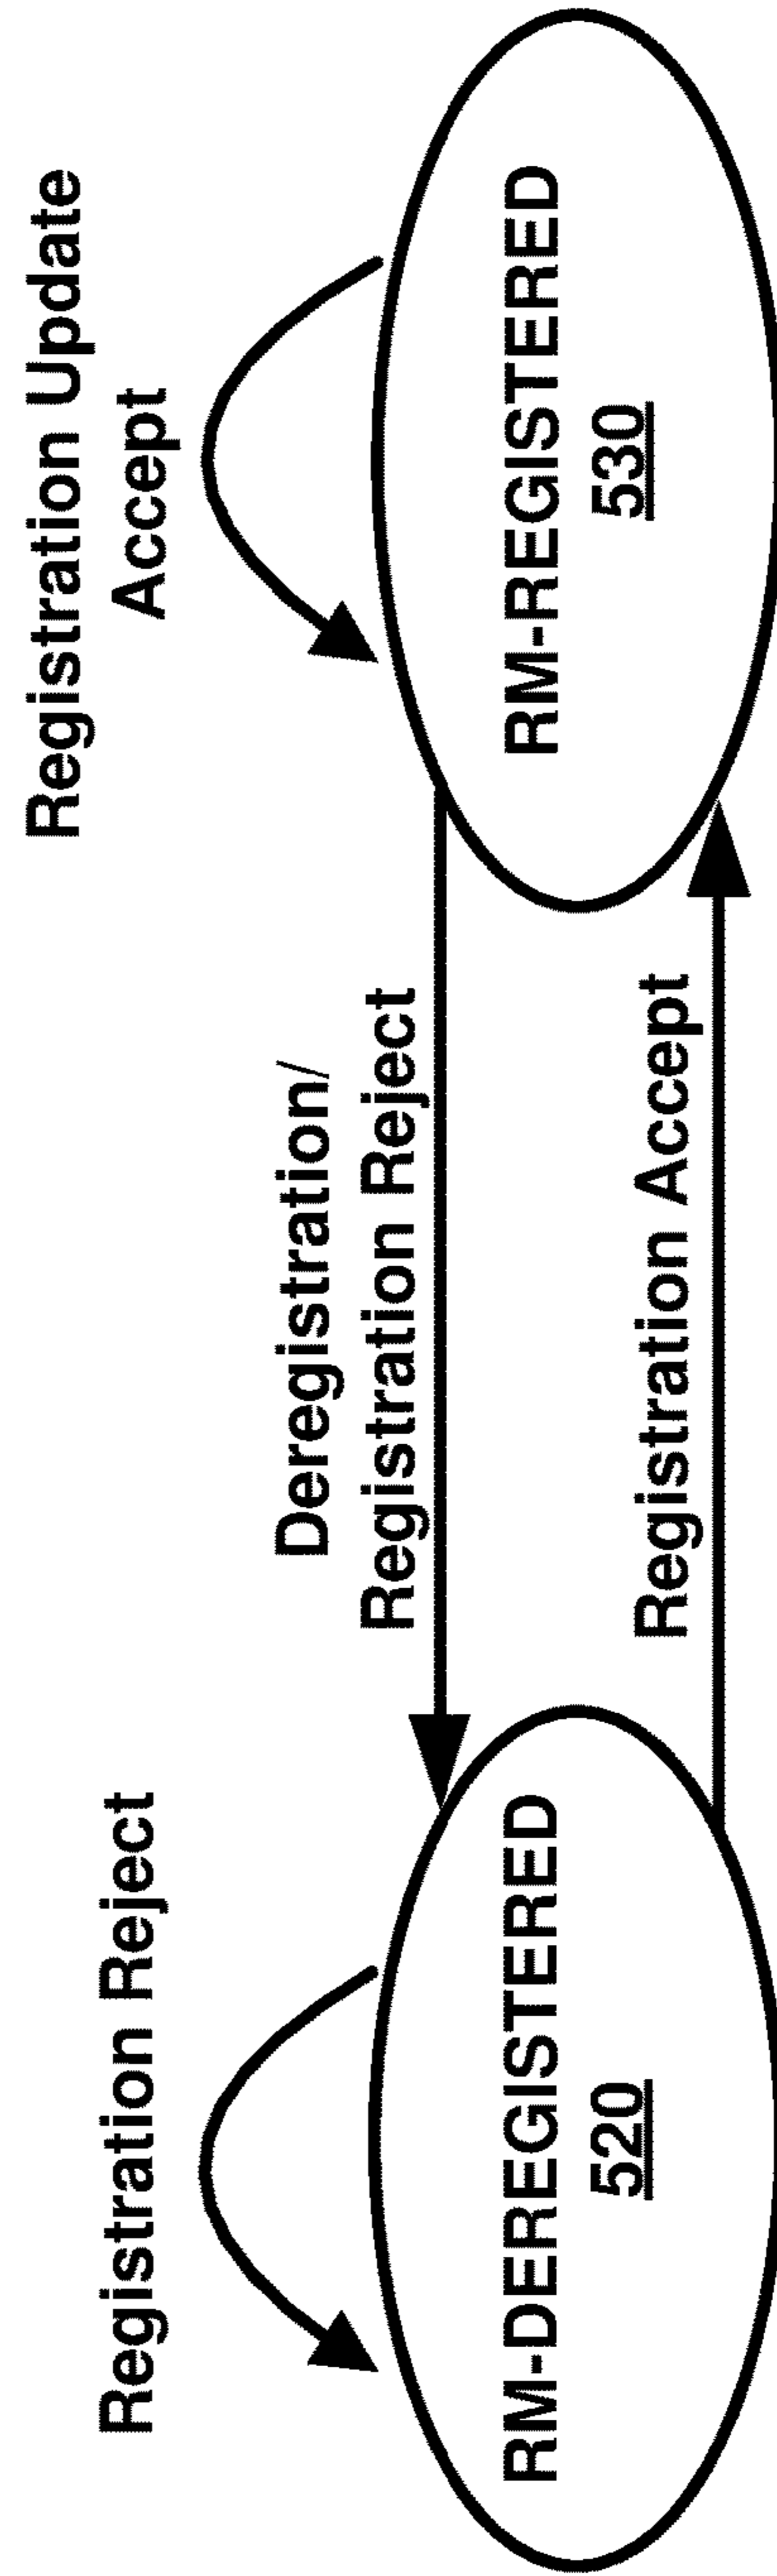 Registration Reject
Registration Update
Accept
Deregistration/
Registration Reject
RM-DEREGISTERED
520
RM-REGISTERED
530
Registration Accept